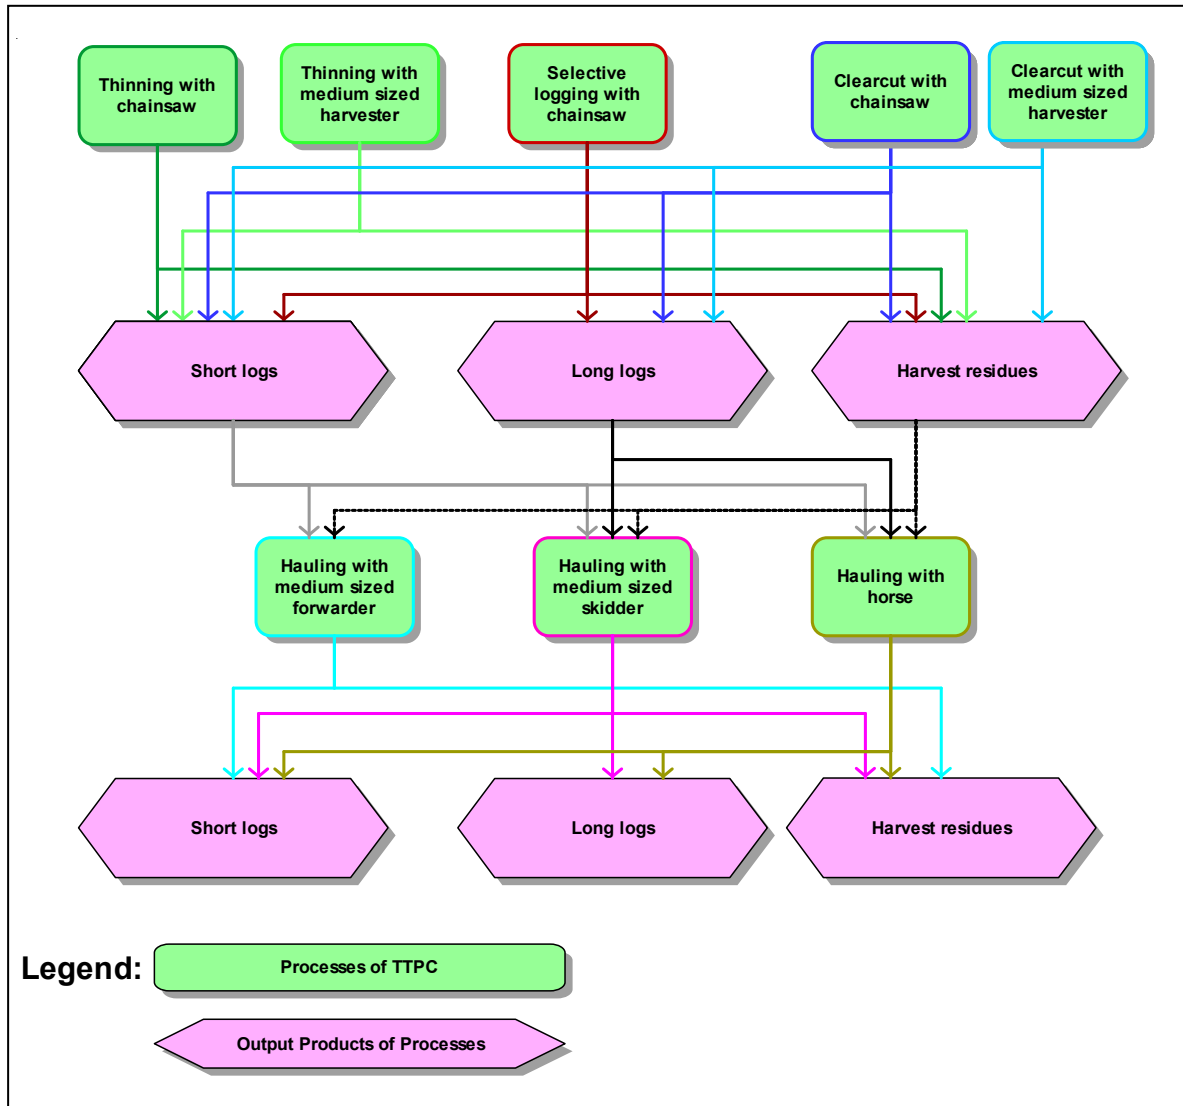 Thinning with
chainsaw
Thinning with
medium sized
harvester
Selective
logging with
chainsaw
Clearcut with
chainsaw
Clearcut with
medium sized
harvester
Short logs
Long logs
Harvest residues
Hauling with
medium sized
forwarder
Hauling with
medium sized
skidder
Hauling with
horse
Short logs
Long logs
Harvest residues
Legend:
Processes of TTPC
Output Products of Processes